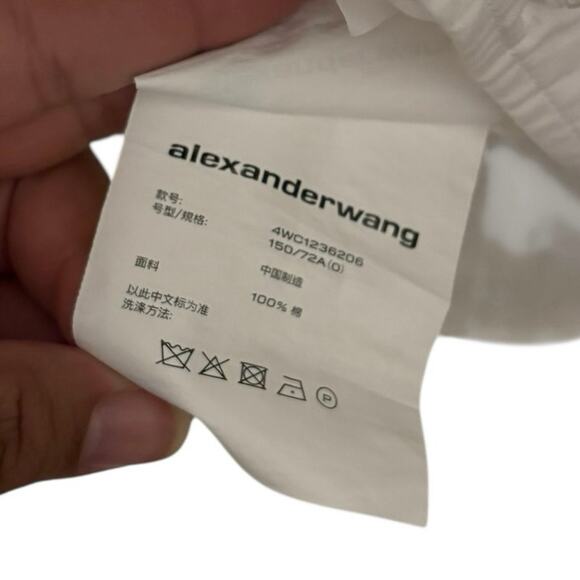 alexanderwang
款号: 4WC1236206
号型/规格: 150/72A(0)
中国制造
面料 100% 棉
以此中文标为准
洗涤方法:
P